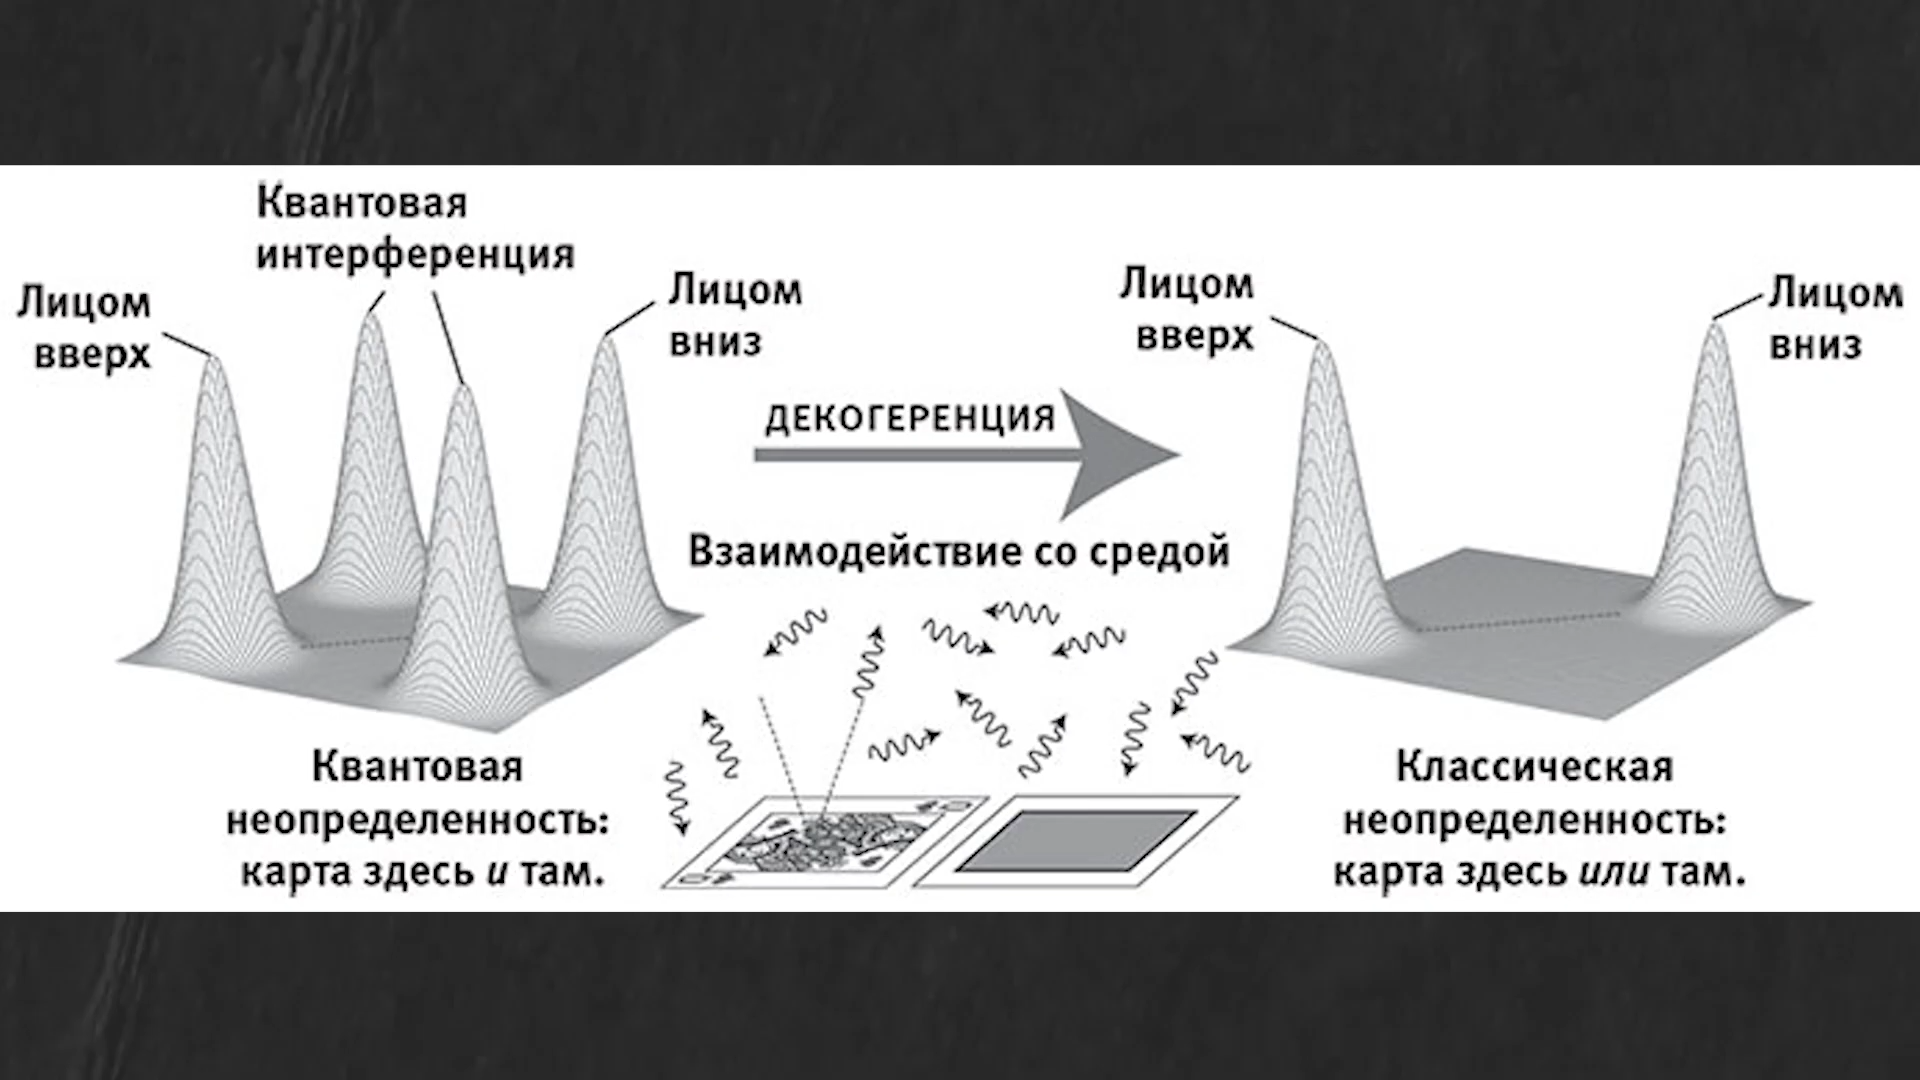 Квантовая
интерференция
Лицом
вверх
Лицом
вниз
ДЕКОГЕРЕНЦИЯ
Взаимодействие со средой
Лицом
вверх
Лицом
вниз
Квантовая
неопределенность:
карта здесь и там.
Классическая
неопределенность:
карта здесь или там.